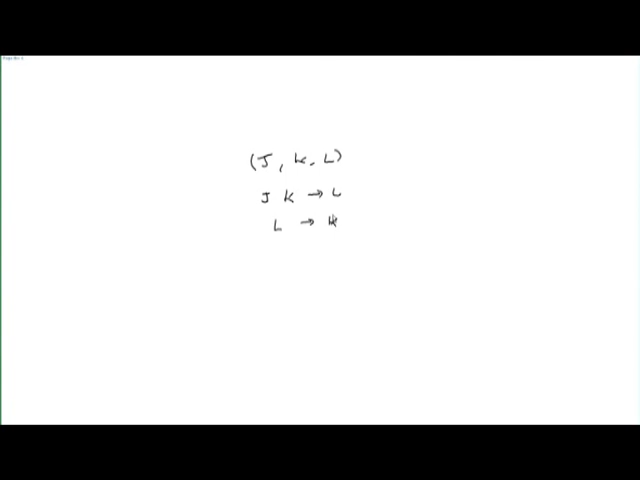 (J, K, L)
J K → L
L → K